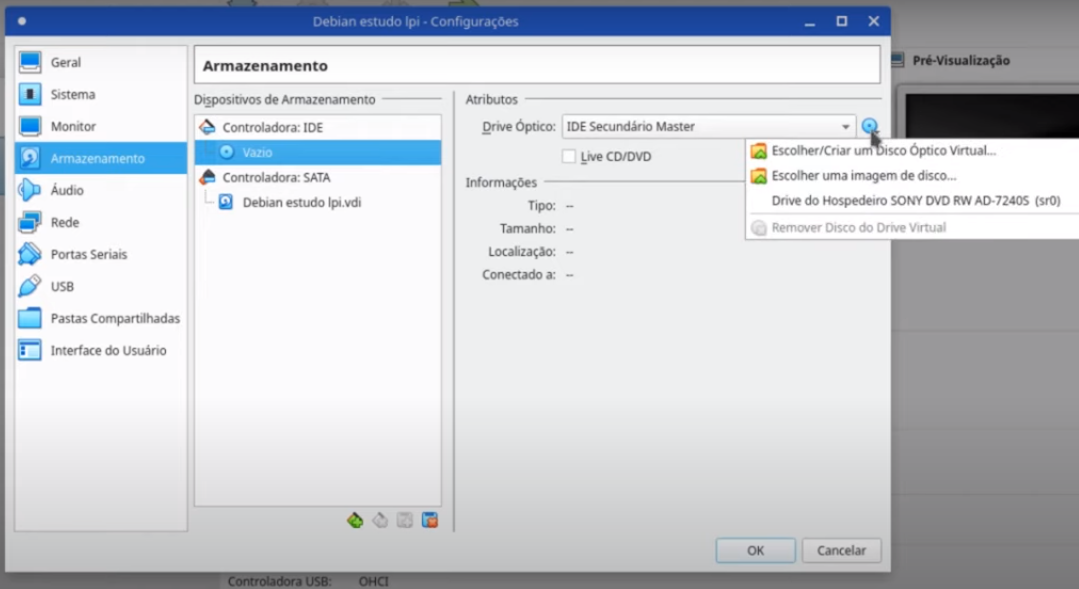 Debian estudo lpi - Configurações
Geral
Sistema
Monitor
Armazenamento
Áudio
Rede
Portas Seriais
USB
Pastas Compartilhadas
Interface do Usuário
Armazenamento
Dispositivos de Armazenamento
Controladora: IDE
Vazio
Controladora: SATA
Debian estudo lpi.vdi
Atributos
Drive Óptico: IDE Secundário Master
Live CD/DVD
Informações
Tipo: --
Tamanho: --
Localização: --
Conectado a: --
Escolher/Criar um Disco Óptico Virtual...
Escolher uma imagem de disco...
Drive do Hospedeiro SONY DVD RW AD-7240S (sr0)
Remover Disco do Drive Virtual
Pré-Visualização
OK
Cancelar
Controladora USB: OHCI